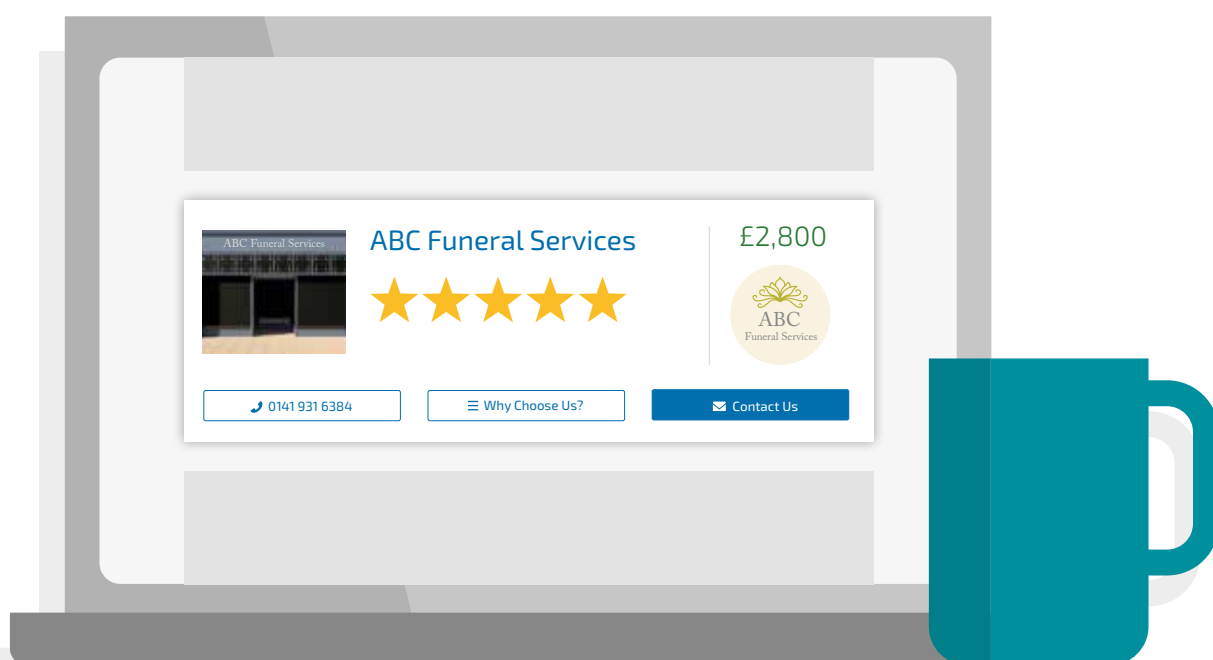 ABC Funeral Services
ABC Funeral Services
£2,800
ABC
Funeral Services
0141 931 6384
Why Choose Us?
Contact Us